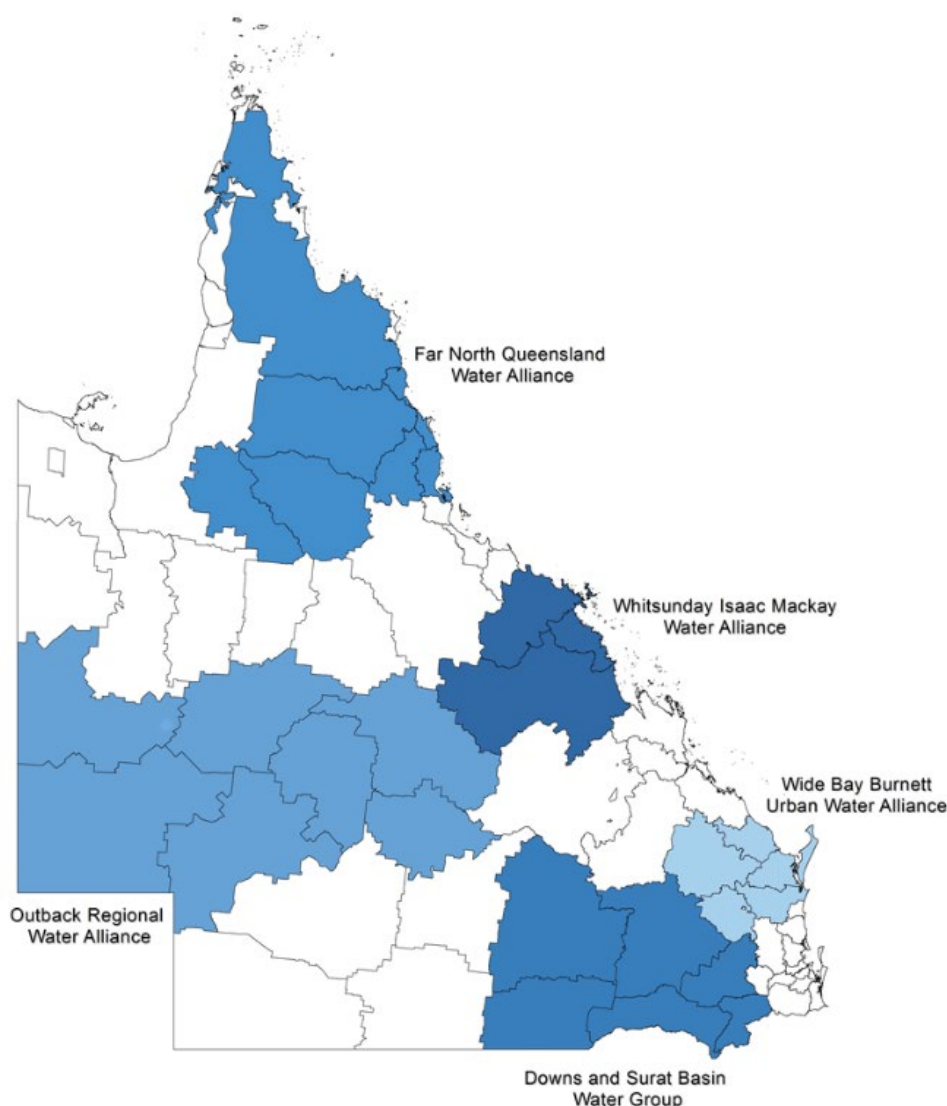 Far North Queensland
Water Alliance
Whitsunday Isaac Mackay
Water Alliance
Wide Bay Burnett
Urban Water Alliance
Outback Regional
Water Alliance
Downs and Surat Basin
Water Group